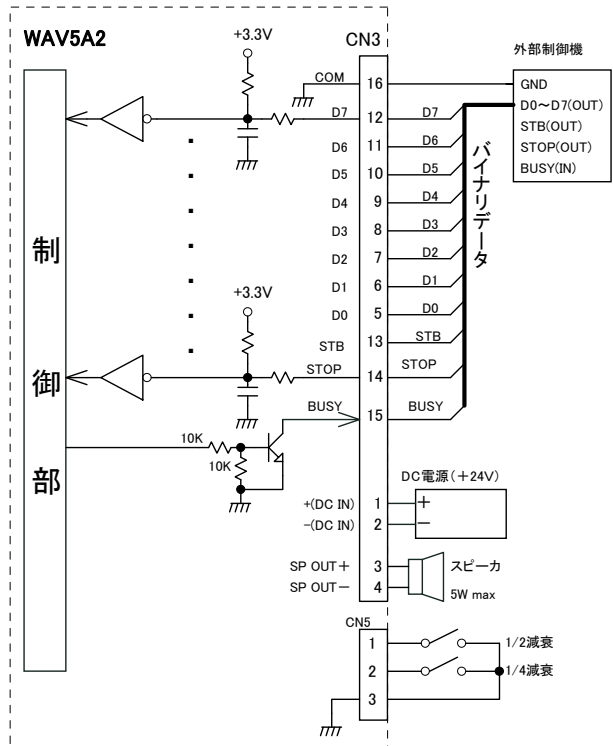 WAV5A2
+3.3V
CN3
外部制御機
COM
16
GND
D7
12
D7
D0～D7(OUT)
D6
11
D6
STB(OUT)
D5
10
D5
STOP(OUT)
D4
9
D4
BUSY(IN)
D3
8
D3
D2
7
D2
D1
6
D1
D0
5
D0
STB
13
STB
STOP
14
STOP
BUSY
15
BUSY
バイナリデータ
制御部
+3.3V
10K
10K
DC電源(＋24V)
+(DC IN)
1
+
-(DC IN)
2
−
SP OUT＋
3
スピーカ
SP OUT−
4
5W max
CN5
1
1/2減衰
2
1/4減衰
3